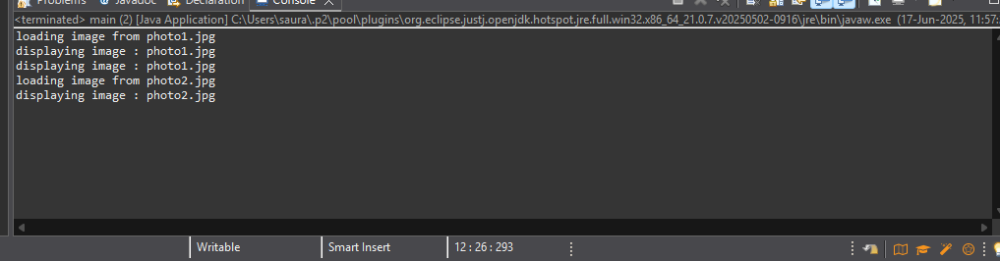 Problems Javadoc Declaration Console
<terminated> main (2) [Java Application] C:\Users\saura\.p2\pool\plugins\org.eclipse.justj.openjdk.hotspot.jre.full.win32.x86_64_21.0.7.v20250502-0916\jre\bin\javaw.exe (17-Jun-2025, 11:57:
loading image from photo1.jpg
displaying image : photo1.jpg
displaying image : photo1.jpg
loading image from photo2.jpg
displaying image : photo2.jpg
Writable Smart Insert 12 : 26 : 293